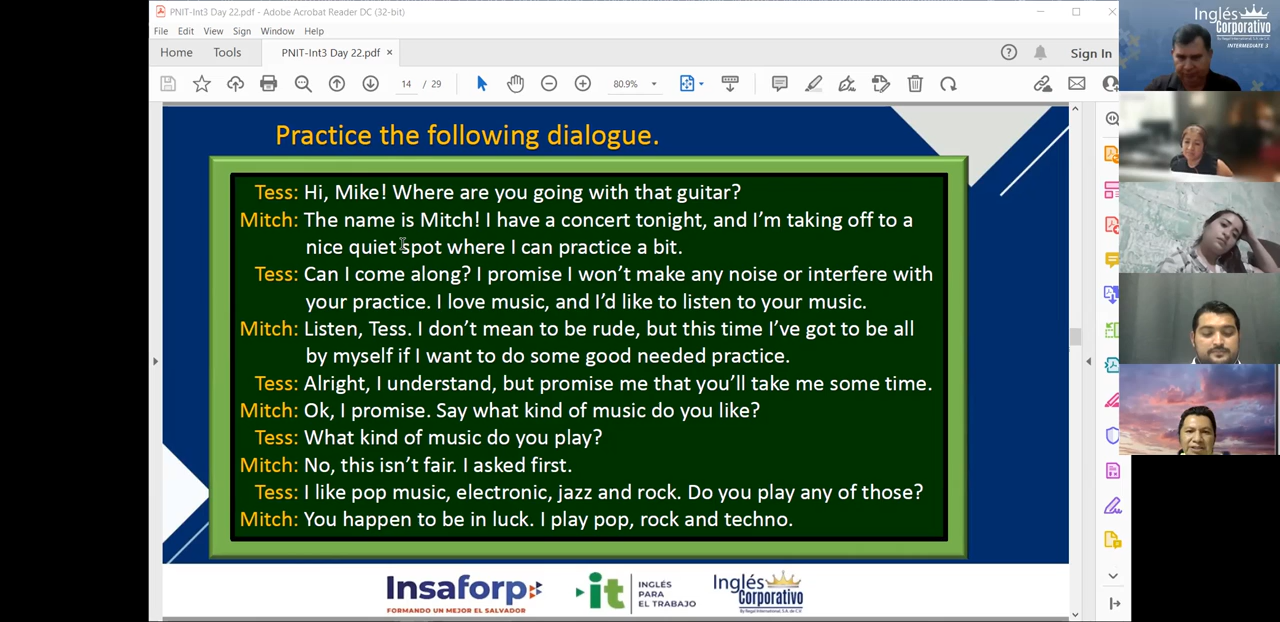 PNIT-Int3 Day 22.pdf - Adobe Acrobat Reader DC (32-bit)
File Edit View Sign Window Help
Home Tools PNIT-Int3 Day 22.pdf × Sign In
14 / 29 80.9%
Practice the following dialogue.
Tess: Hi, Mike! Where are you going with that guitar?
Mitch: The name is Mitch! I have a concert tonight, and I'm taking off to a
nice quiet spot where I can practice a bit.
Tess: Can I come along? I promise I won't make any noise or interfere with
your practice. I love music, and I'd like to listen to your music.
Mitch: Listen, Tess. I don't mean to be rude, but this time I've got to be all
by myself if I want to do some good needed practice.
Tess: Alright, I understand, but promise me that you'll take me some time.
Mitch: Ok, I promise. Say what kind of music do you like?
Tess: What kind of music do you play?
Mitch: No, this isn't fair. I asked first.
Tess: I like pop music, electronic, jazz and rock. Do you play any of those?
Mitch: You happen to be in luck. I play pop, rock and techno.
Insaforp
FORMANDO UN MEJOR EL SALVADOR
it INGLÉS
PARA
EL TRABAJO
Inglés
Corporativo
By Regal International, S.A. de C.V.
Inglés
Corporativo
By Regal International, S.A. de C.V.
INTERMEDIATE 3